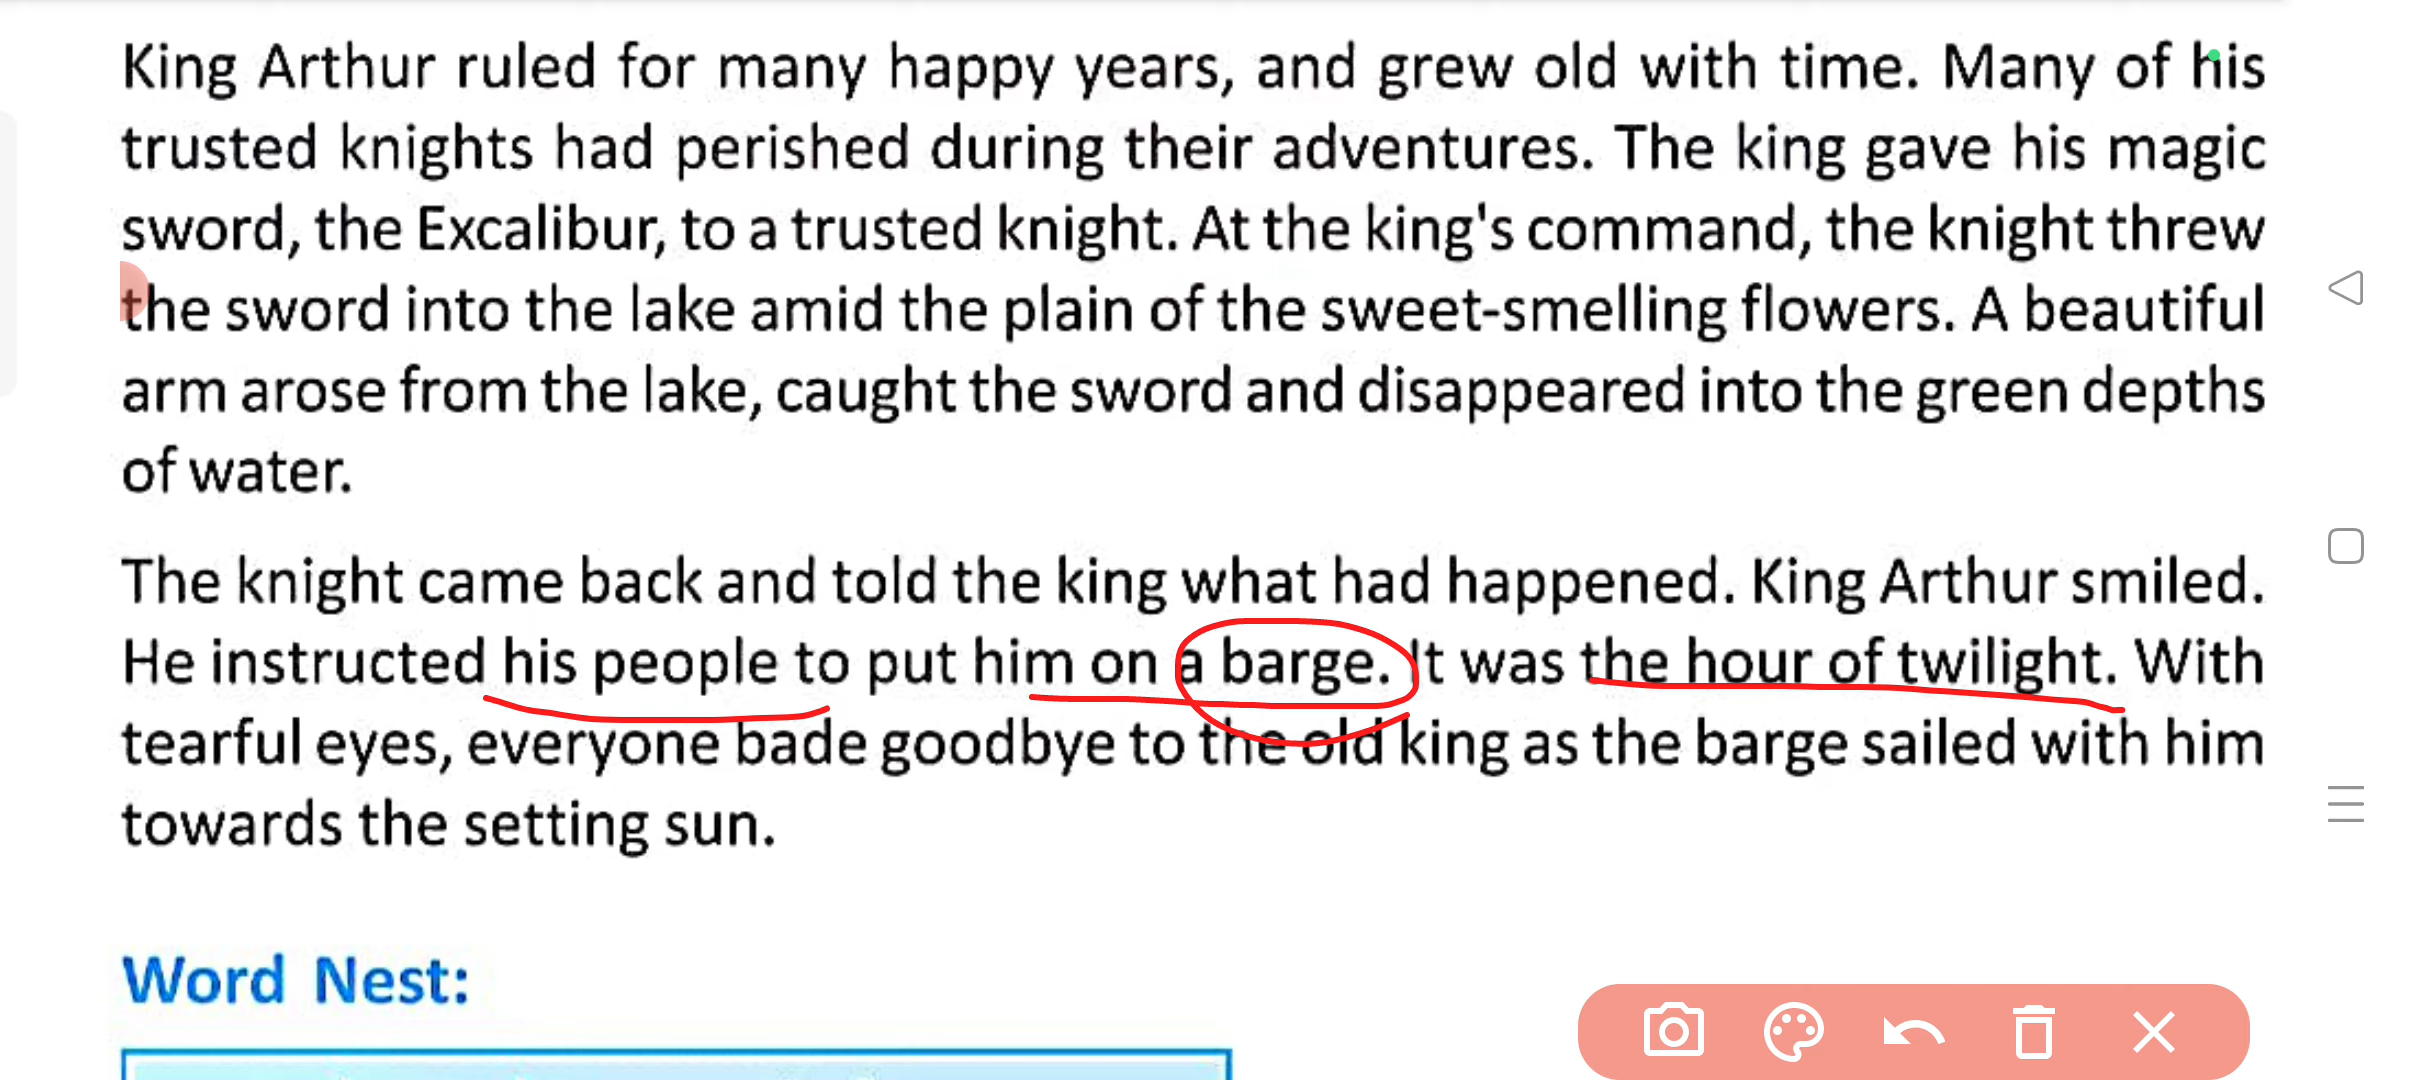 King Arthur ruled for many happy years, and grew old with time. Many of his
trusted knights had perished during their adventures. The king gave his magic
sword, the Excalibur, to a trusted knight. At the king's command, the knight threw
the sword into the lake amid the plain of the sweet-smelling flowers. A beautiful
arm arose from the lake, caught the sword and disappeared into the green depths
of water.
The knight came back and told the king what had happened. King Arthur smiled.
He instructed his people to put him on a barge. It was the hour of twilight. With
tearful eyes, everyone bade goodbye to the old king as the barge sailed with him
towards the setting sun.
Word Nest: